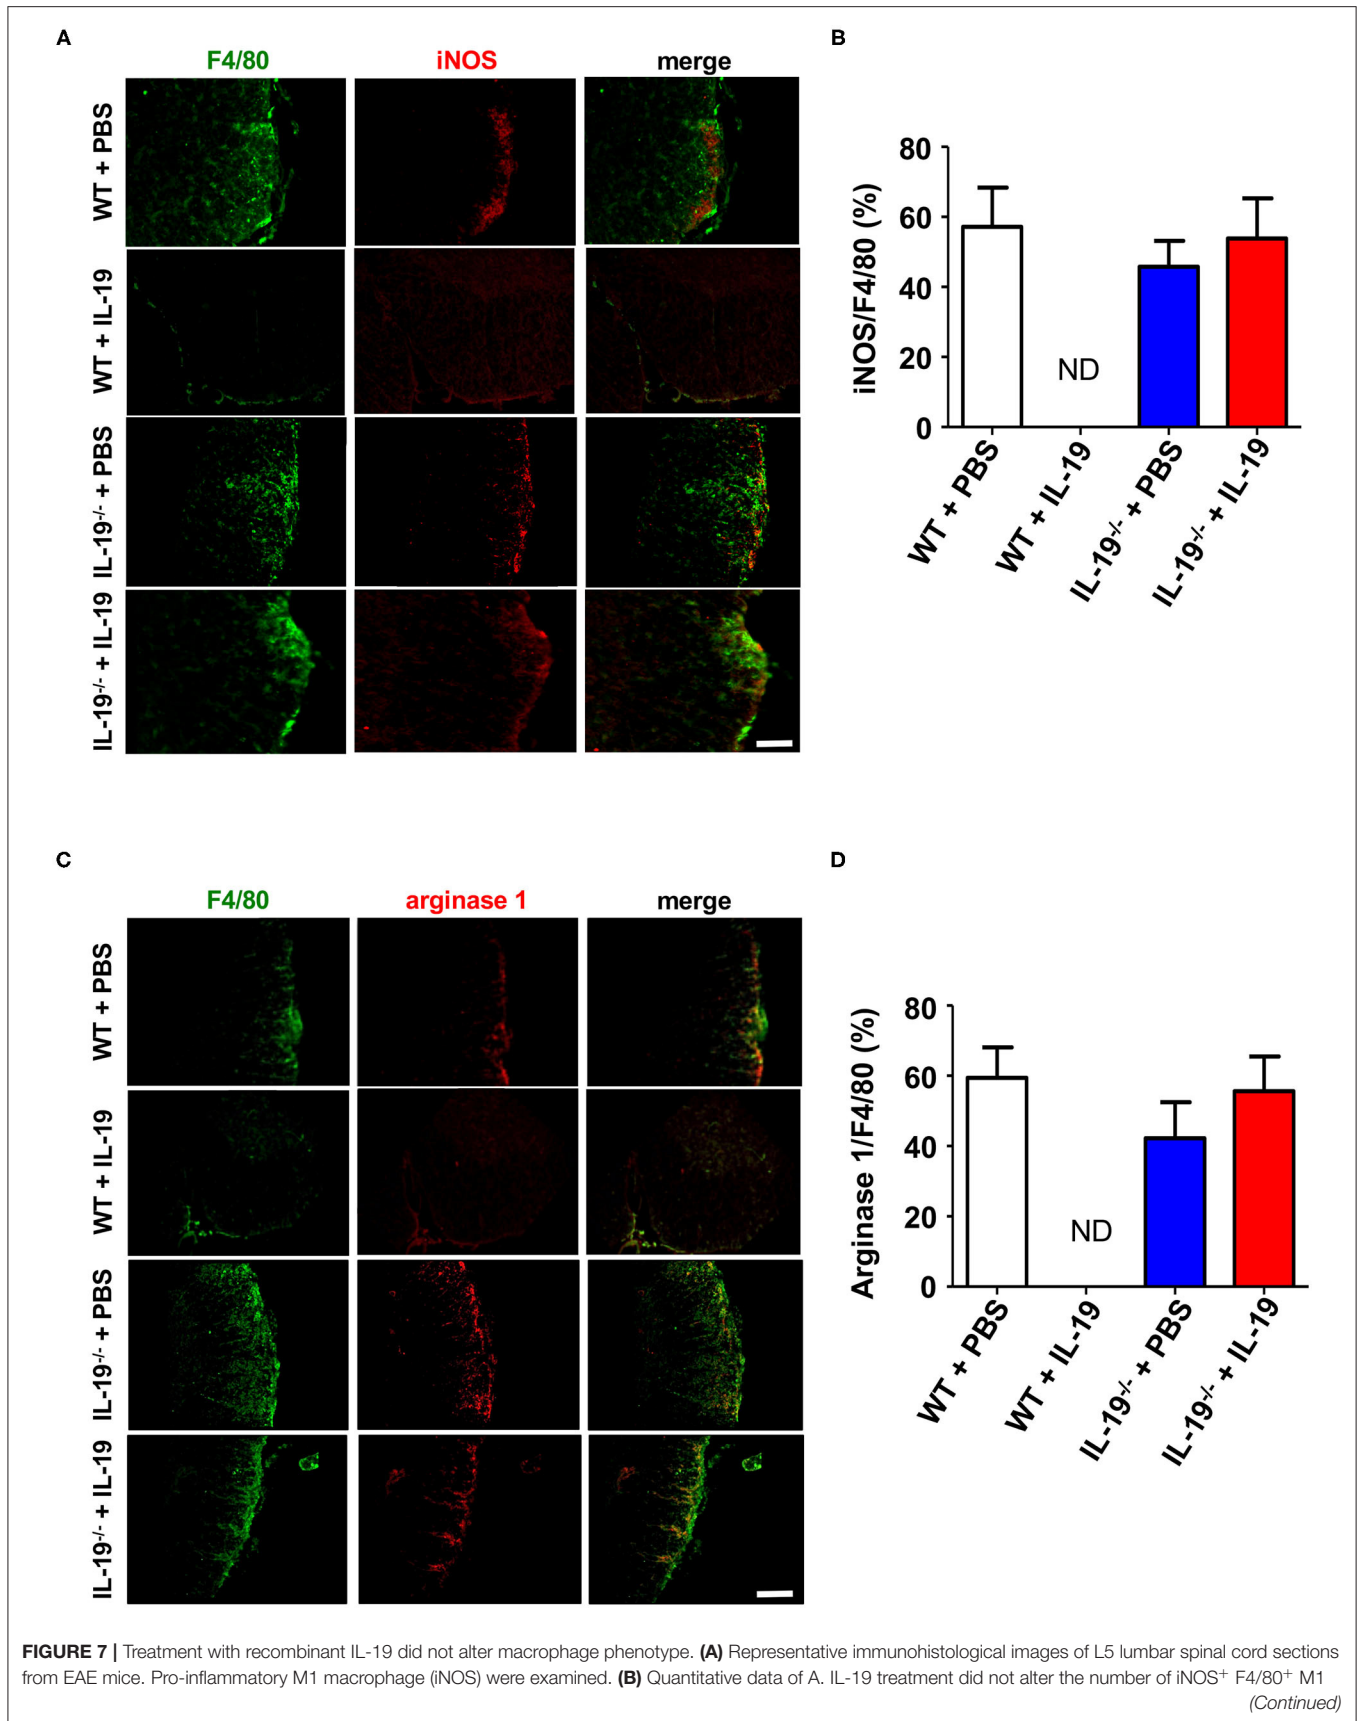 A
F4/80 iNOS merge
WT + PBS
WT + IL-19
IL-19-/- + PBS
IL-19-/- + IL-19
B
iNOS/F4/80 (%)
80
60
40
20
0
ND
WT + PBS
WT + IL-19
IL-19-/- + PBS
IL-19-/- + IL-19
C
F4/80 arginase 1 merge
WT + PBS
WT + IL-19
IL-19-/- + PBS
IL-19-/- + IL-19
D
Arginase 1/F4/80 (%)
80
60
40
20
0
ND
WT + PBS
WT + IL-19
IL-19-/- + PBS
IL-19-/- + IL-19
FIGURE 7 | Treatment with recombinant IL-19 did not alter macrophage phenotype. (A) Representative immunohistological images of L5 lumbar spinal cord sections
from EAE mice. Pro-inflammatory M1 macrophage (iNOS) were examined. (B) Quantitative data of A. IL-19 treatment did not alter the number of iNOS+ F4/80+ M1
(Continued)